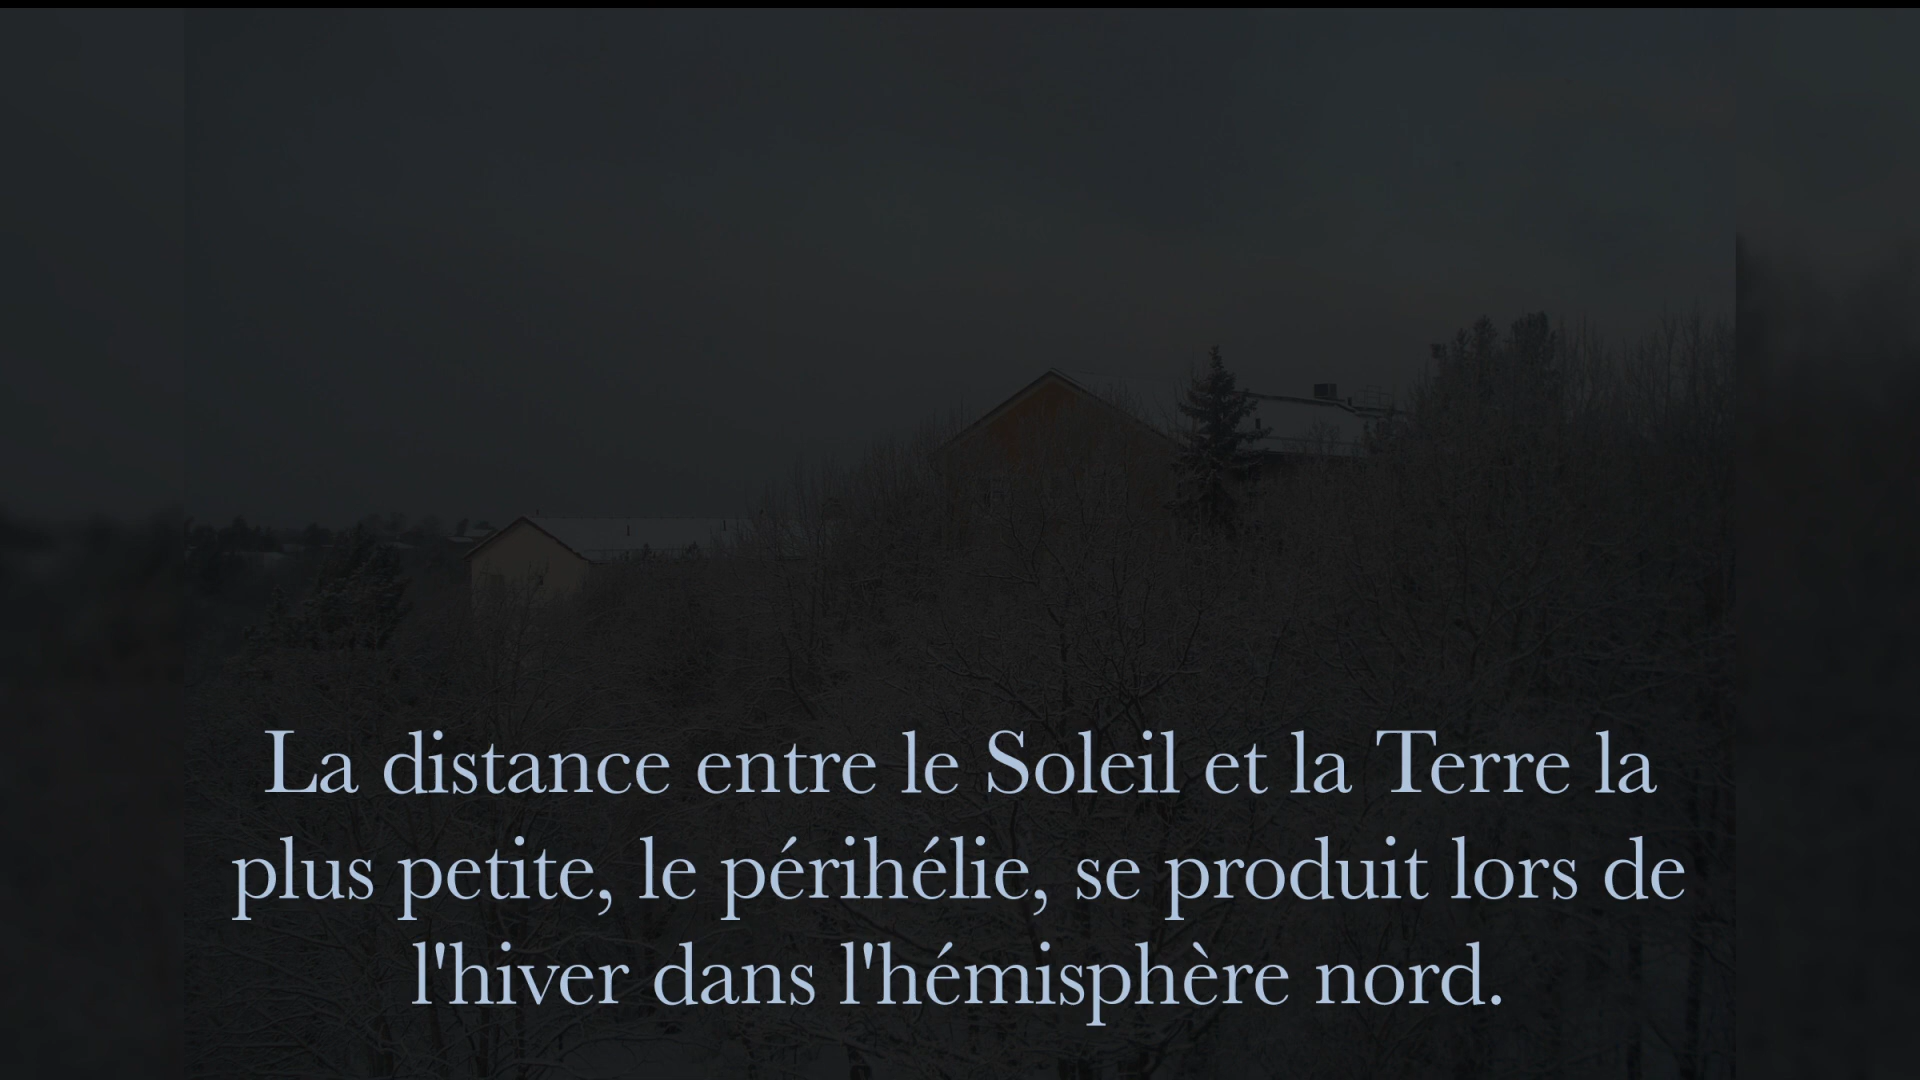 La distance entre le Soleil et la Terre la
plus petite, le périhélie, se produit lors de
l'hiver dans l'hémisphère nord.